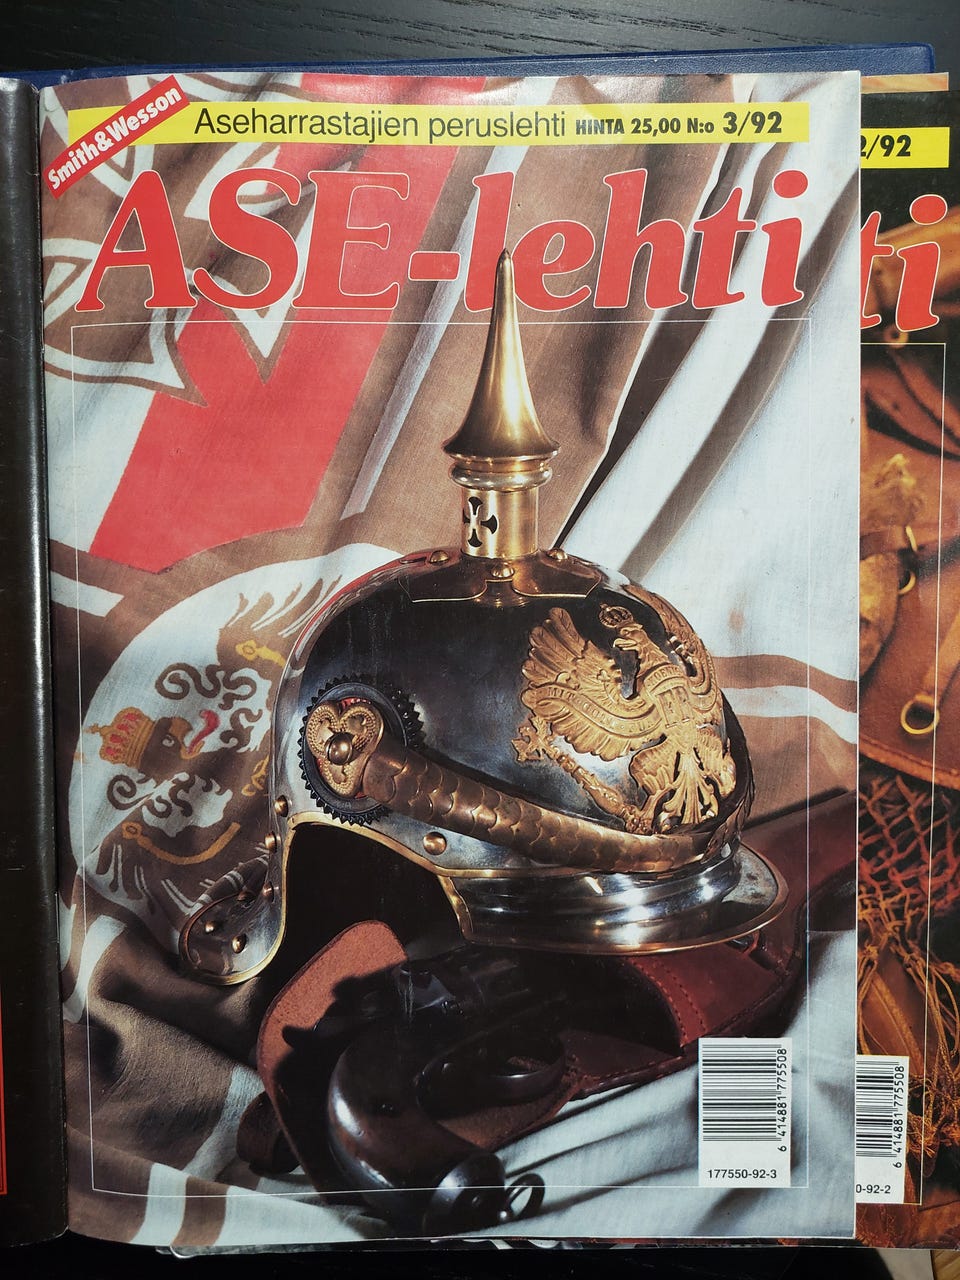 Smith&Wesson
Aseharrastajien peruslehti HINTA 25,00 N:o 3/92
ASE-lehti
MIT
6 414881 775508
177550-92-3
2/92
ti
6 414881 775508
0-92-2